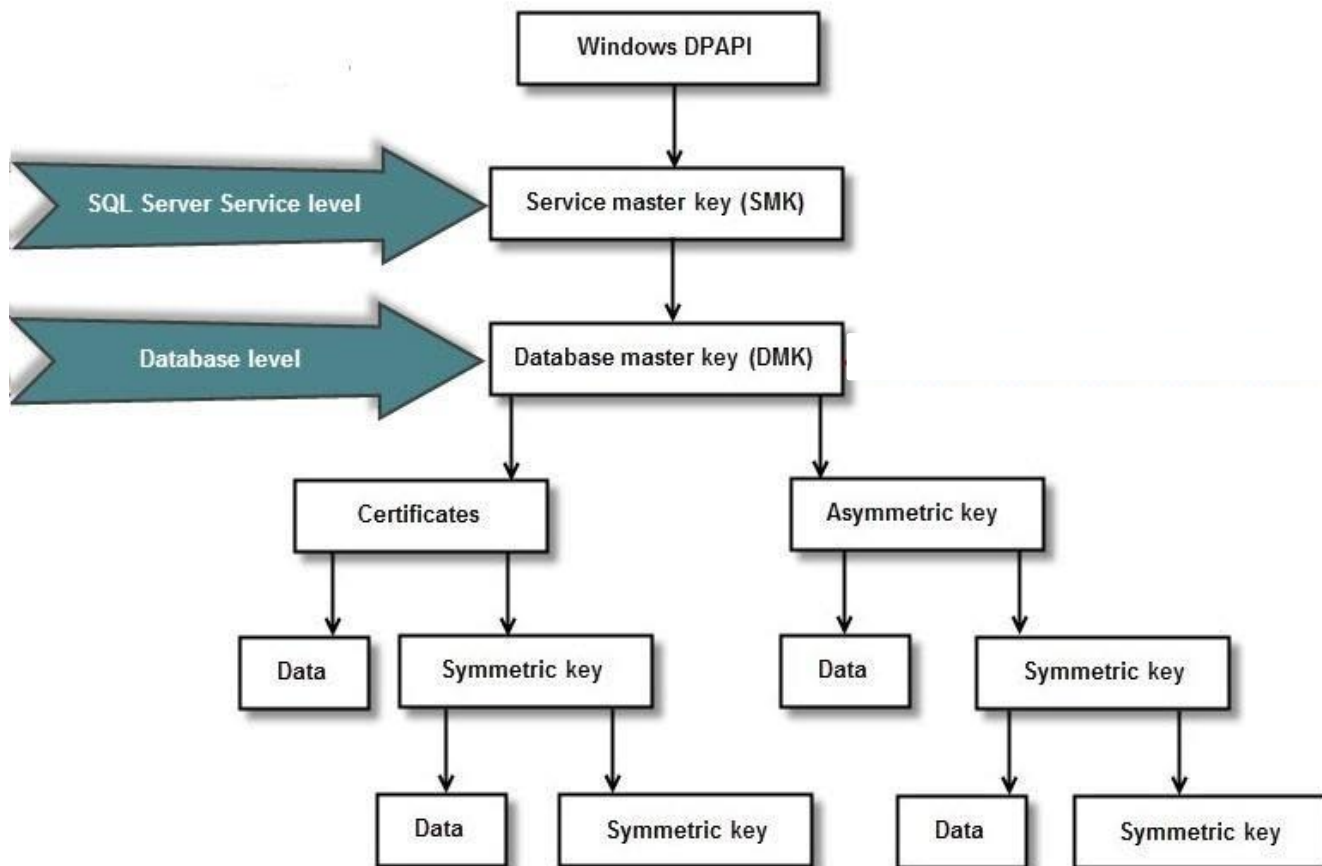 Windows DPAPI
SQL Server Service level
Service master key (SMK)
Database level
Database master key (DMK)
Certificates
Asymmetric key
Data
Symmetric key
Data
Symmetric key
Data
Symmetric key
Data
Symmetric key